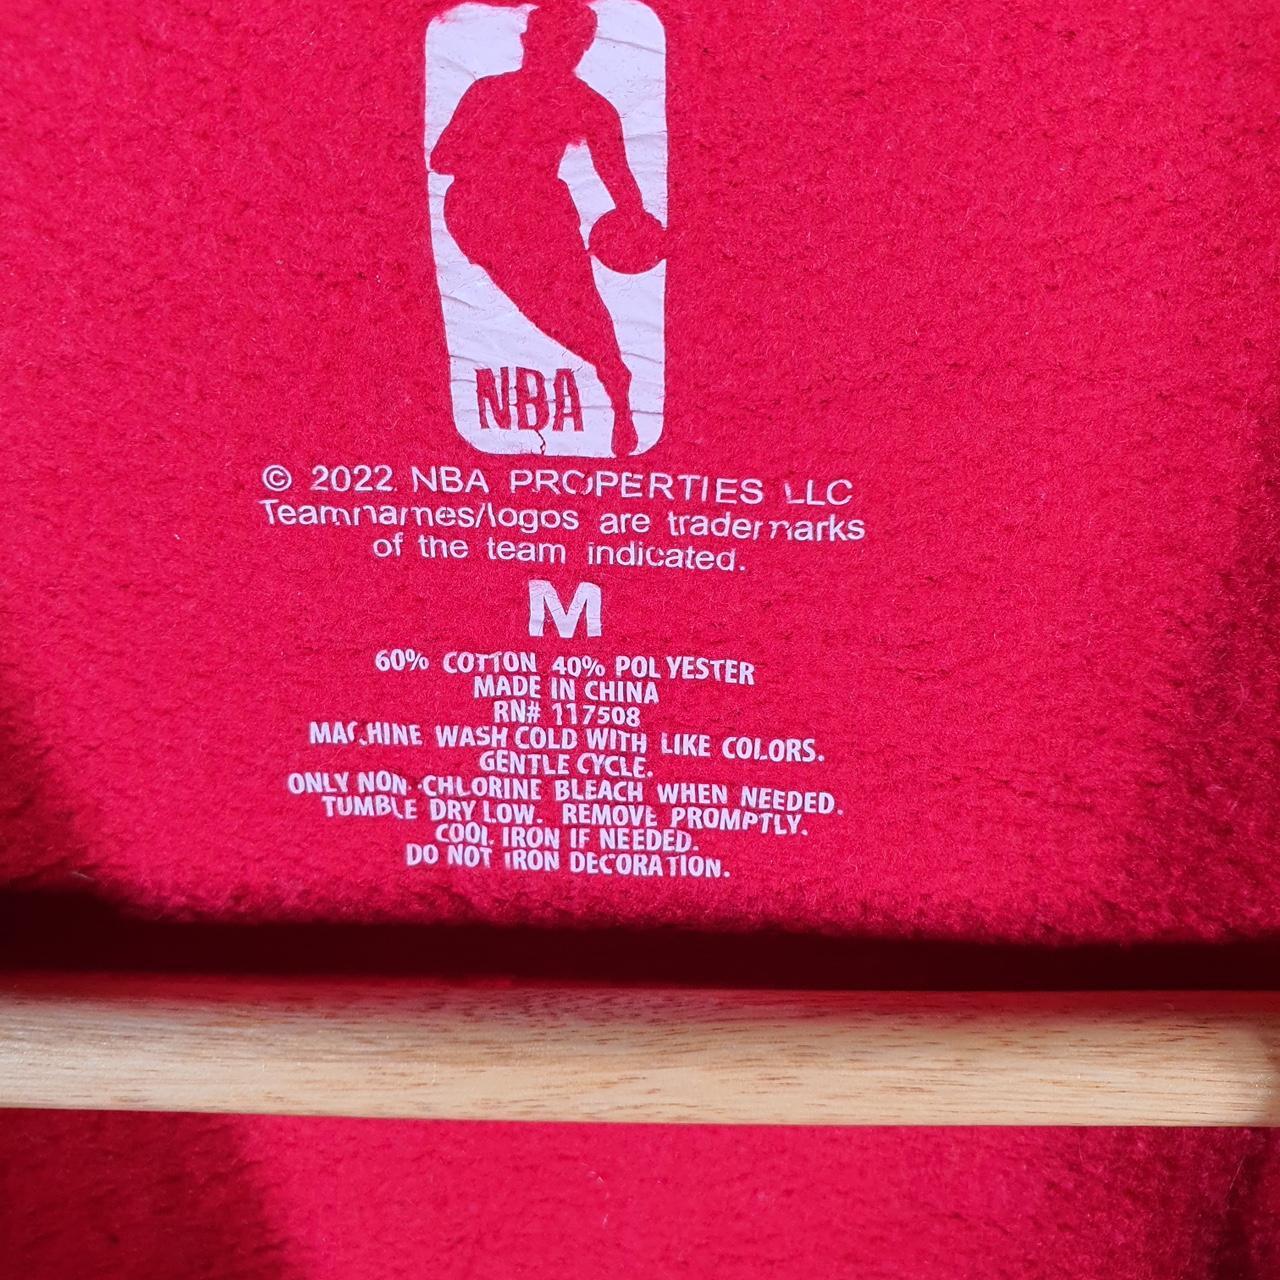 NBA
© 2022 NBA PROPERTIES LLC
Teamnames/logos are trademarks
of the team indicated.
M
60% COTTON 40% POLYESTER
MADE IN CHINA
RN# 117508
MACHINE WASH COLD WITH LIKE COLORS.
GENTLE CYCLE.
ONLY NON-CHLORINE BLEACH WHEN NEEDED.
TUMBLE DRY LOW. REMOVE PROMPTLY.
COOL IRON IF NEEDED.
DO NOT IRON DECORATION.